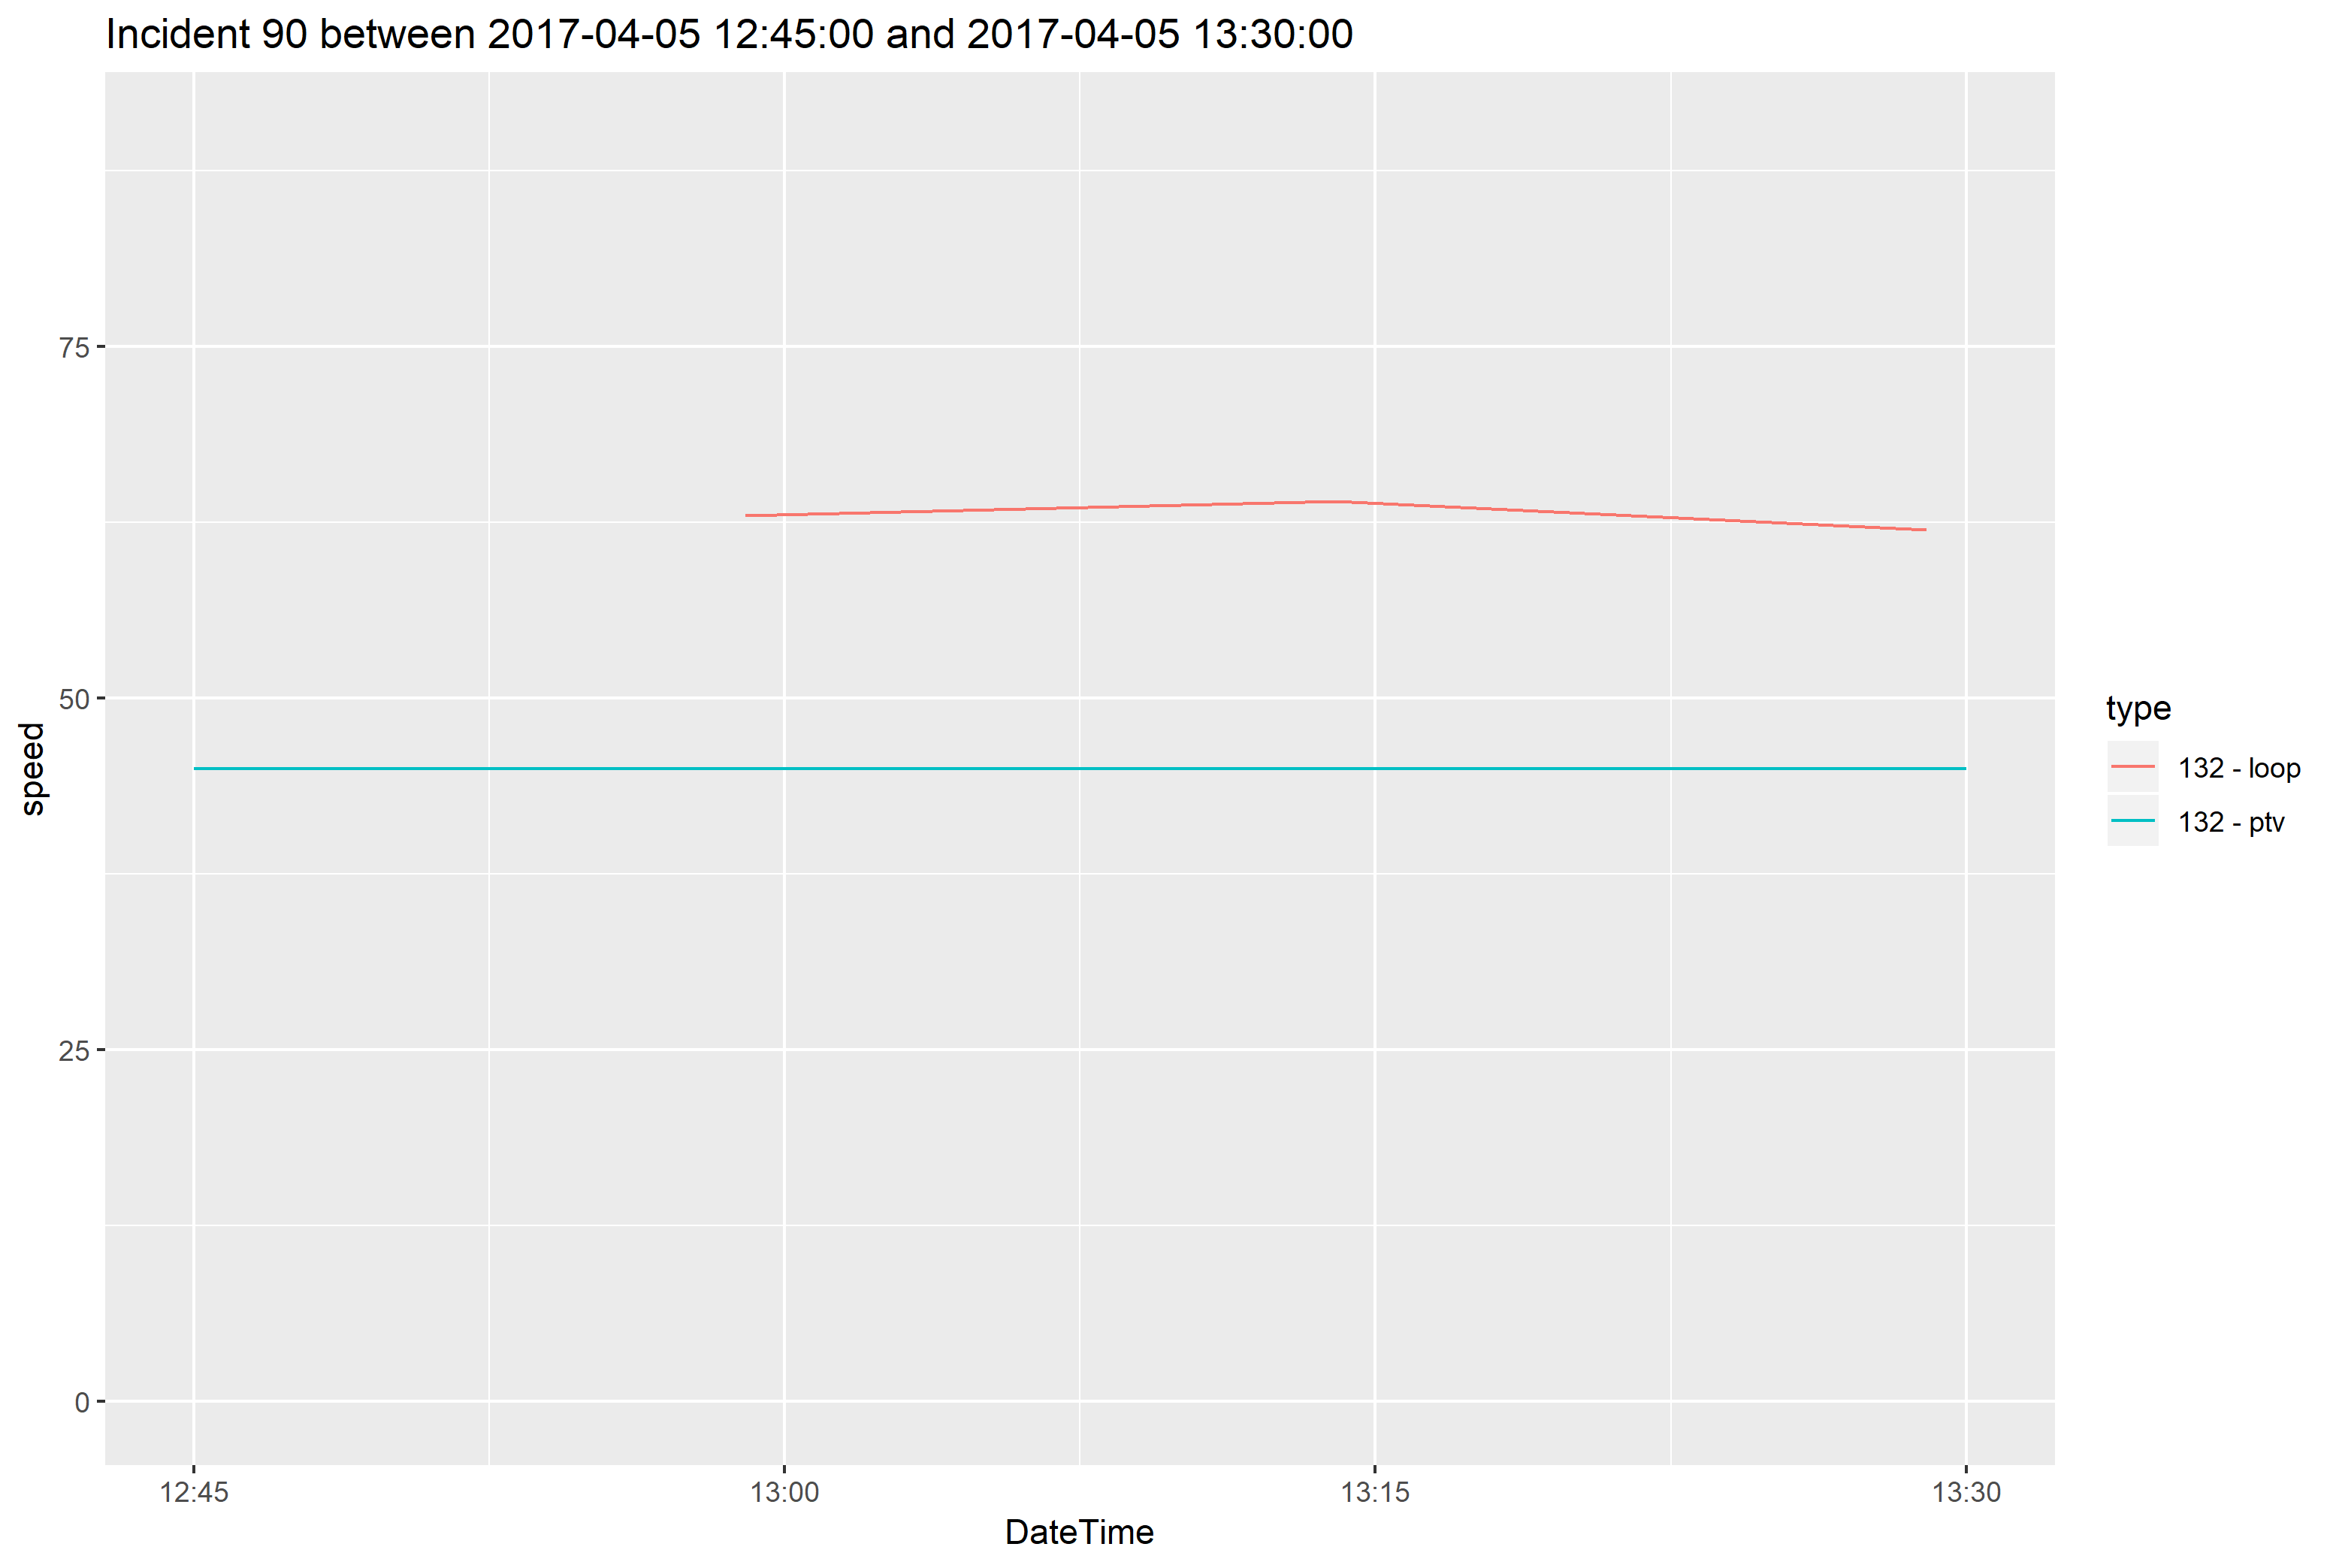 Incident 90 between 2017-04-05 12:45:00 and 2017-04-05 13:30:00
75
50
25
0
speed
12:45
13:00
13:15
13:30
DateTime
type
132 - loop
132 - ptv